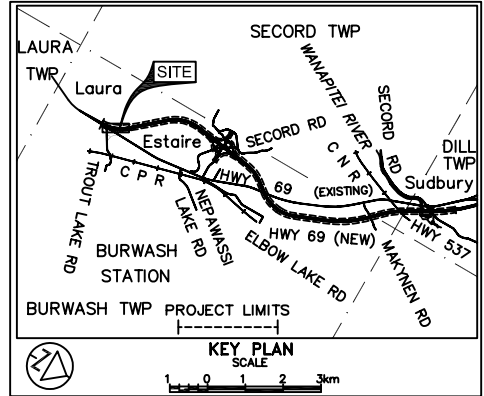 SECOND TWP
LAURA
TWP
Laura
SITE
WANAPITEI RIVER
SECORD
RD
DILL
TWP
Estaire
SECORD RD
C N R
Sudbury
HWY 69
(EXISTING)
C P R
TROUT LAKE RD
NEPAWASSI
LAKE RD
HWY 69 (NEW)
HWY 537
ELBOW LAKE RD
MAKYNEN RD
BURWASH
STATION
BURWASH TWP
PROJECT LIMITS
KEY PLAN
SCALE
1 0 1 2 3km
N